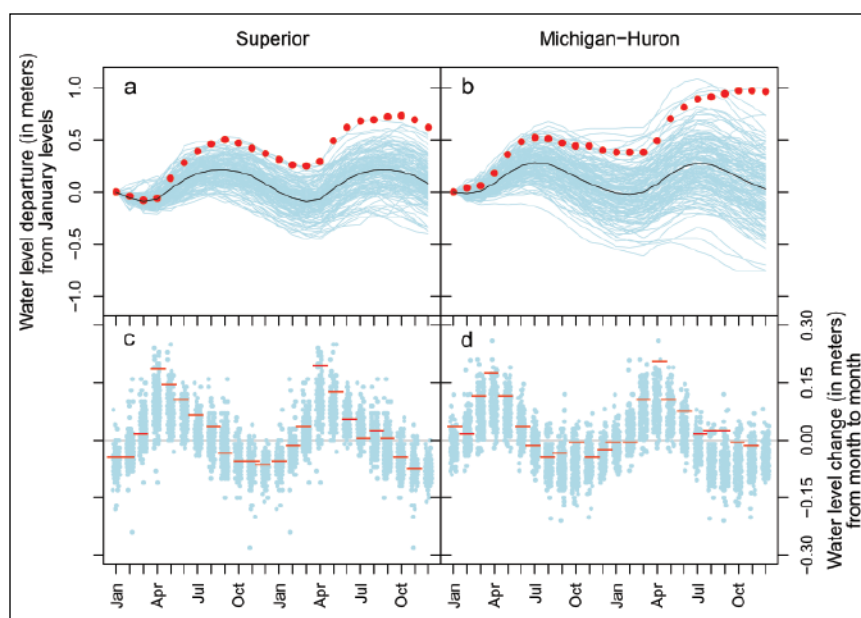 Superior
Michigan-Huron
Water level departure (in meters)
from January levels
a
b
1.0
0.5
0.0
-0.5
-1.0
c
d
0.30
0.15
0.00
-0.15
-0.30
Water level change (in meters)
from month to month
Jan
Apr
Jul
Oct
Jan
Apr
Jul
Oct
Jan
Apr
Jul
Oct
Jan
Apr
Jul
Oct